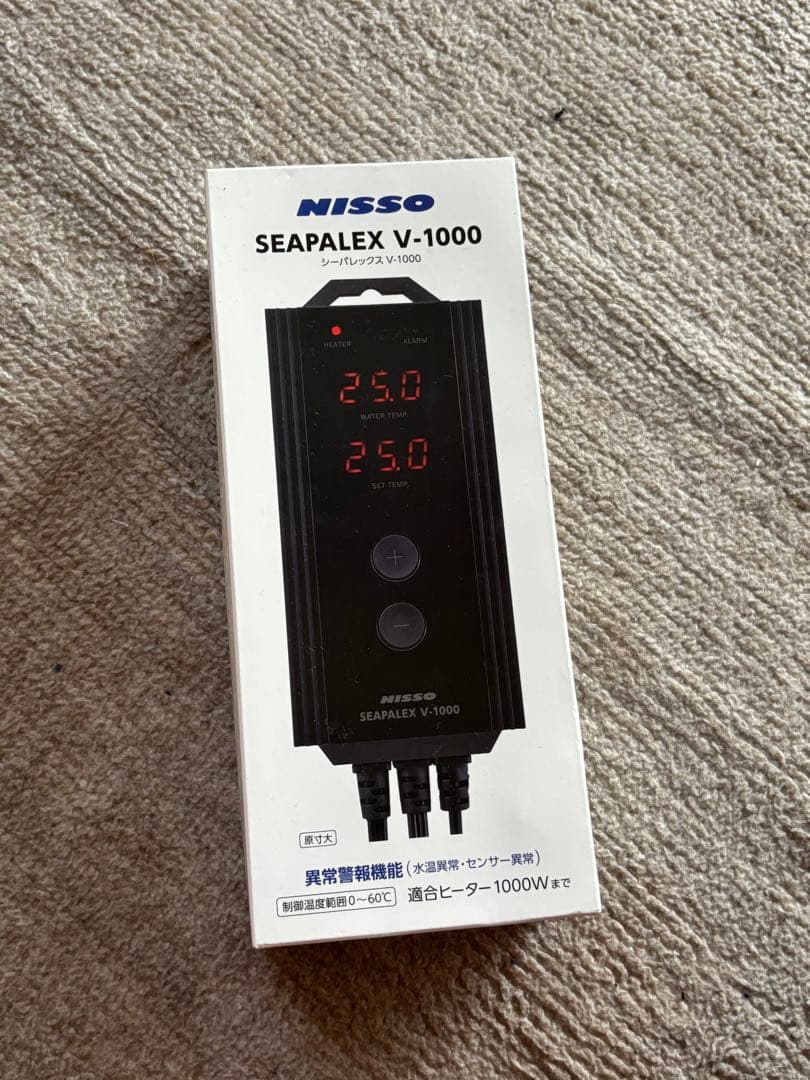 NISSO
SEAPALEX V-1000
シーパレックス V-1000
HEATER ALARM
25.0
WATER TEMP.
25.0
SET TEMP.
+
−
NISSO
SEAPALEX V-1000
原寸大
異常警報機能(水温異常・センサー異常)
制御温度範囲0～60℃ 適合ヒーター1000Wまで